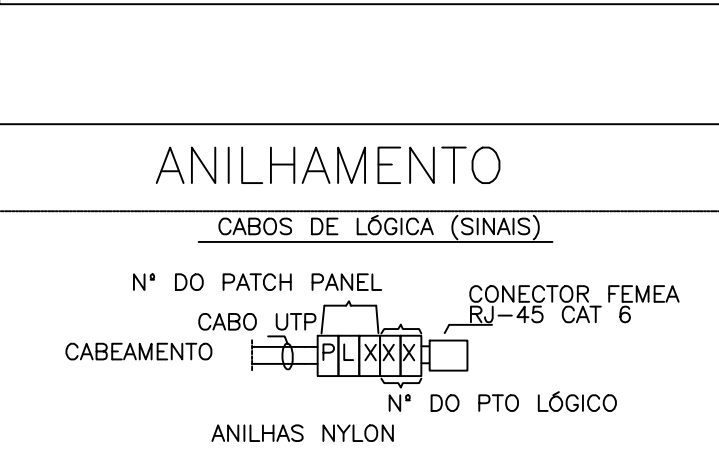 ANILHAMENTO
CABOS DE LÓGICA (SINAIS)
Nº DO PATCH PANEL
CONECTOR FEMEA
RJ-45 CAT 6
CABO UTP
CABEAMENTO
PLXXX
Nº DO PTO LÓGICO
ANILHAS NYLON